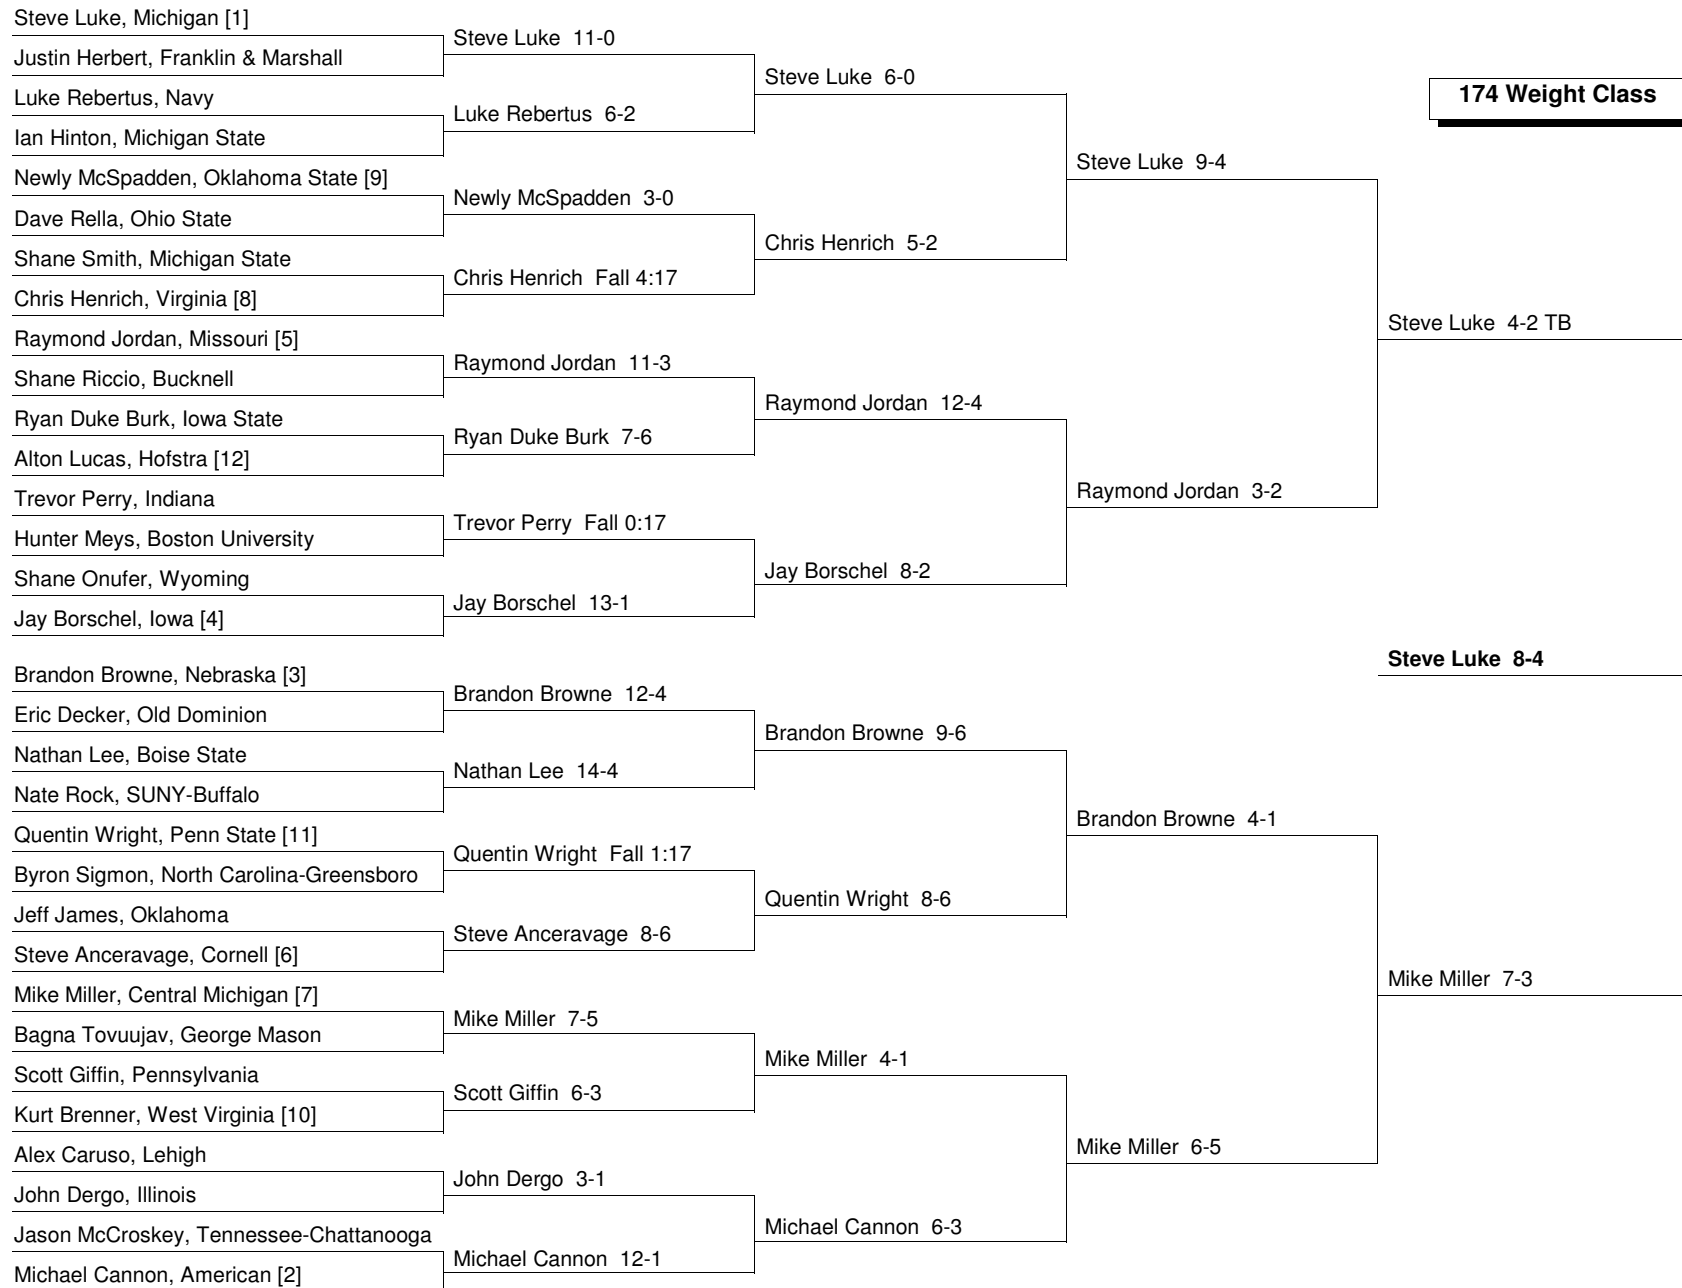 Steve Luke, Michigan [1]
Justin Herbert, Franklin & Marshall
Luke Rebertus, Navy
Ian Hinton, Michigan State
Newly McSpadden, Oklahoma State [9]
Dave Rella, Ohio State
Shane Smith, Michigan State
Chris Henrich, Virginia [8]
Raymond Jordan, Missouri [5]
Shane Riccio, Bucknell
Ryan Duke Burk, Iowa State
Alton Lucas, Hofstra [12]
Trevor Perry, Indiana
Hunter Meys, Boston University
Shane Onufer, Wyoming
Jay Borschel, Iowa [4]
Brandon Browne, Nebraska [3]
Eric Decker, Old Dominion
Nathan Lee, Boise State
Nate Rock, SUNY-Buffalo
Quentin Wright, Penn State [11]
Byron Sigmon, North Carolina-Greensboro
Jeff James, Oklahoma
Steve Anceravage, Cornell [6]
Mike Miller, Central Michigan [7]
Bagna Tovuujav, George Mason
Scott Giffin, Pennsylvania
Kurt Brenner, West Virginia [10]
Alex Caruso, Lehigh
John Dergo, Illinois
Jason McCroskey, Tennessee-Chattanooga
Michael Cannon, American [2]
Steve Luke 11-0
Luke Rebertus 6-2
Newly McSpadden 3-0
Chris Henrich Fall 4:17
Raymond Jordan 11-3
Ryan Duke Burk 7-6
Trevor Perry Fall 0:17
Jay Borschel 13-1
Brandon Browne 12-4
Nathan Lee 14-4
Quentin Wright Fall 1:17
Steve Anceravage 8-6
Mike Miller 7-5
Scott Giffin 6-3
John Dergo 3-1
Michael Cannon 12-1
Steve Luke 6-0
Chris Henrich 5-2
Raymond Jordan 12-4
Jay Borschel 8-2
Brandon Browne 9-6
Quentin Wright 8-6
Mike Miller 4-1
Michael Cannon 6-3
Steve Luke 9-4
Raymond Jordan 3-2
Brandon Browne 4-1
Mike Miller 6-5
174 Weight Class
Steve Luke 4-2 TB
Steve Luke 8-4
Mike Miller 7-3